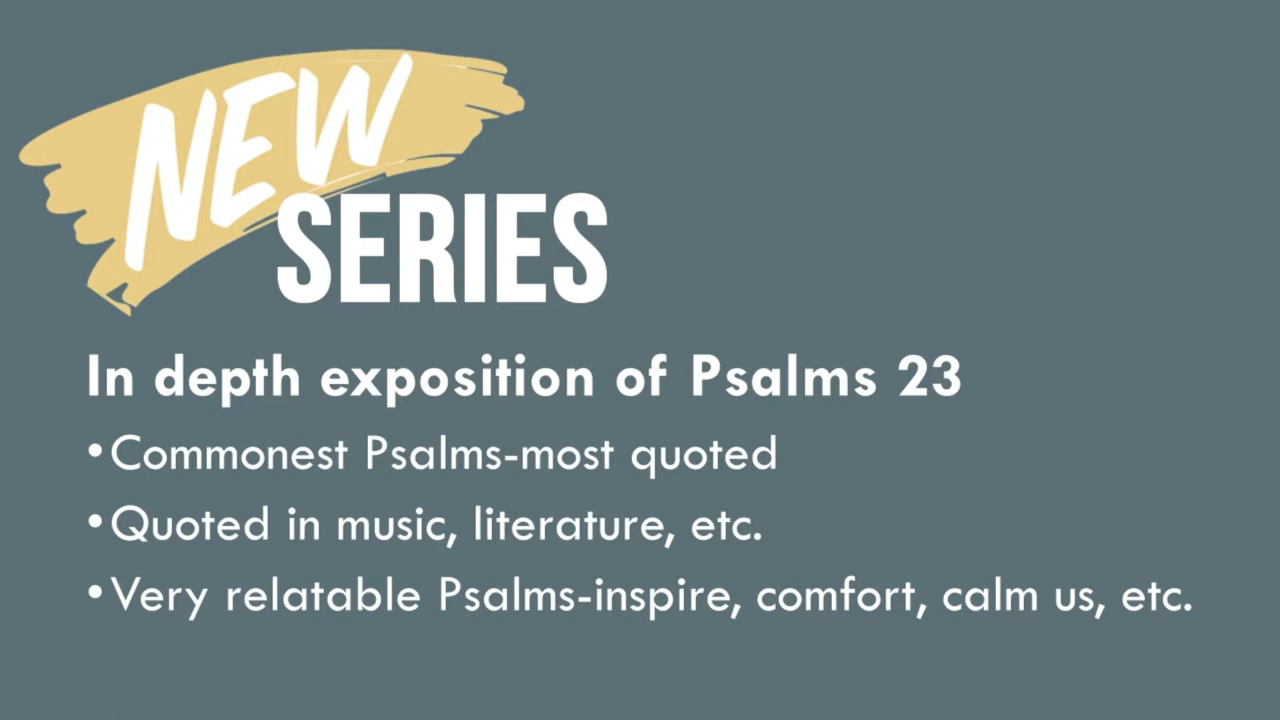 NEW
SERIES
In depth exposition of Psalms 23
•Commonest Psalms-most quoted
•Quoted in music, literature, etc.
•Very relatable Psalms-inspire, comfort, calm us, etc.